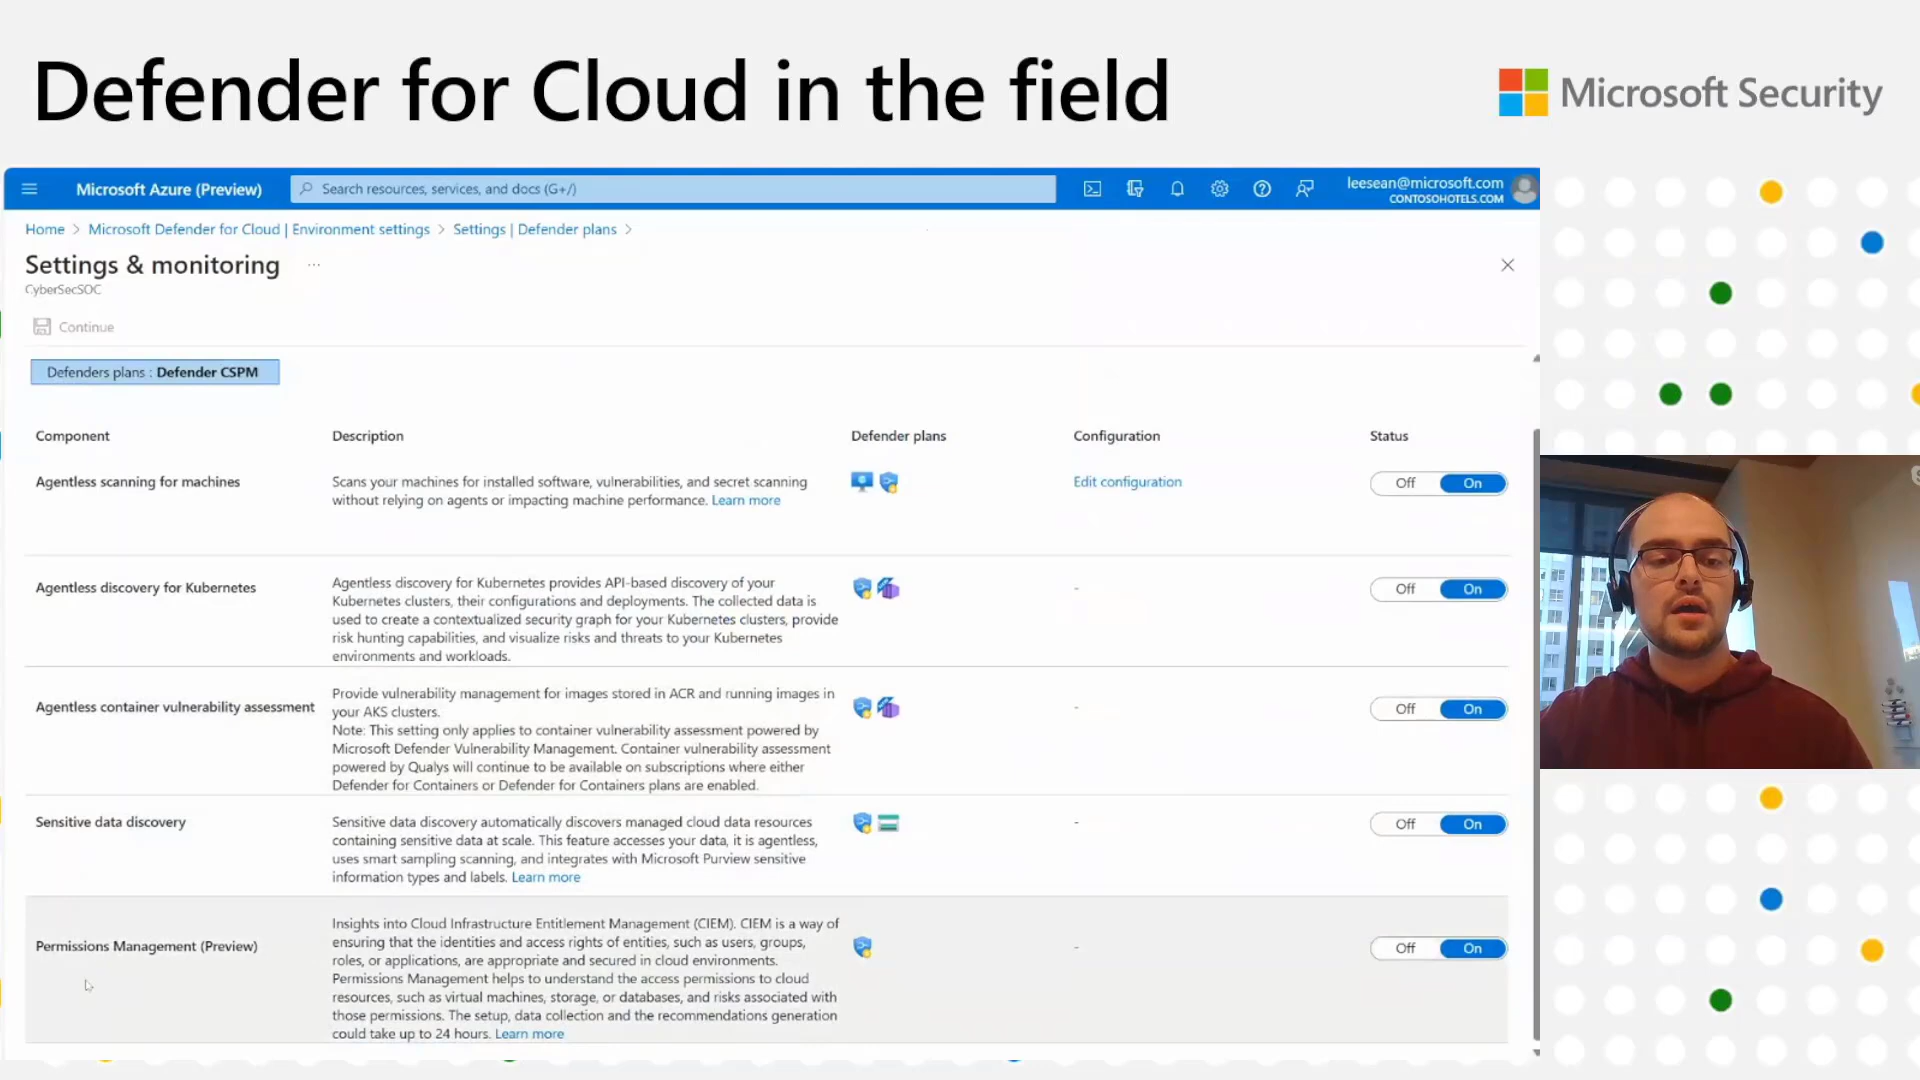 Defender for Cloud in the field
Microsoft Security
Microsoft Azure (Preview)
Search resources, services, and docs (G+/)
leesean@microsoft.com
CONTOSOHOTELS.COM
Home > Microsoft Defender for Cloud | Environment settings > Settings | Defender plans >
Settings & monitoring ...
CyberSecSOC
Continue
Defenders plans : Defender CSPM
Component Description Defender plans Configuration Status
Agentless scanning for machines
Scans your machines for installed software, vulnerabilities, and secret scanning
without relying on agents or impacting machine performance. Learn more
Edit configuration
Off On
Agentless discovery for Kubernetes
Agentless discovery for Kubernetes provides API-based discovery of your
Kubernetes clusters, their configurations and deployments. The collected data is
used to create a contextualized security graph for your Kubernetes clusters, provide
risk hunting capabilities, and visualize risks and threats to your Kubernetes
environments and workloads.
-
Off On
Agentless container vulnerability assessment
Provide vulnerability management for images stored in ACR and running images in
your AKS clusters.
Note: This setting only applies to container vulnerability assessment powered by
Microsoft Defender Vulnerability Management. Container vulnerability assessment
powered by Qualys will continue to be available on subscriptions where either
Defender for Containers or Defender for Containers plans are enabled.
-
Off On
Sensitive data discovery
Sensitive data discovery automatically discovers managed cloud data resources
containing sensitive data at scale. This feature accesses your data, it is agentless,
uses smart sampling scanning, and integrates with Microsoft Purview sensitive
information types and labels. Learn more
-
Off On
Permissions Management (Preview)
Insights into Cloud Infrastructure Entitlement Management (CIEM). CIEM is a way of
ensuring that the identities and access rights of entities, such as users, groups,
roles, or applications, are appropriate and secured in cloud environments.
Permissions Management helps to understand the access permissions to cloud
resources, such as virtual machines, storage, or databases, and risks associated with
those permissions. The setup, data collection and the recommendations generation
could take up to 24 hours. Learn more
-
Off On